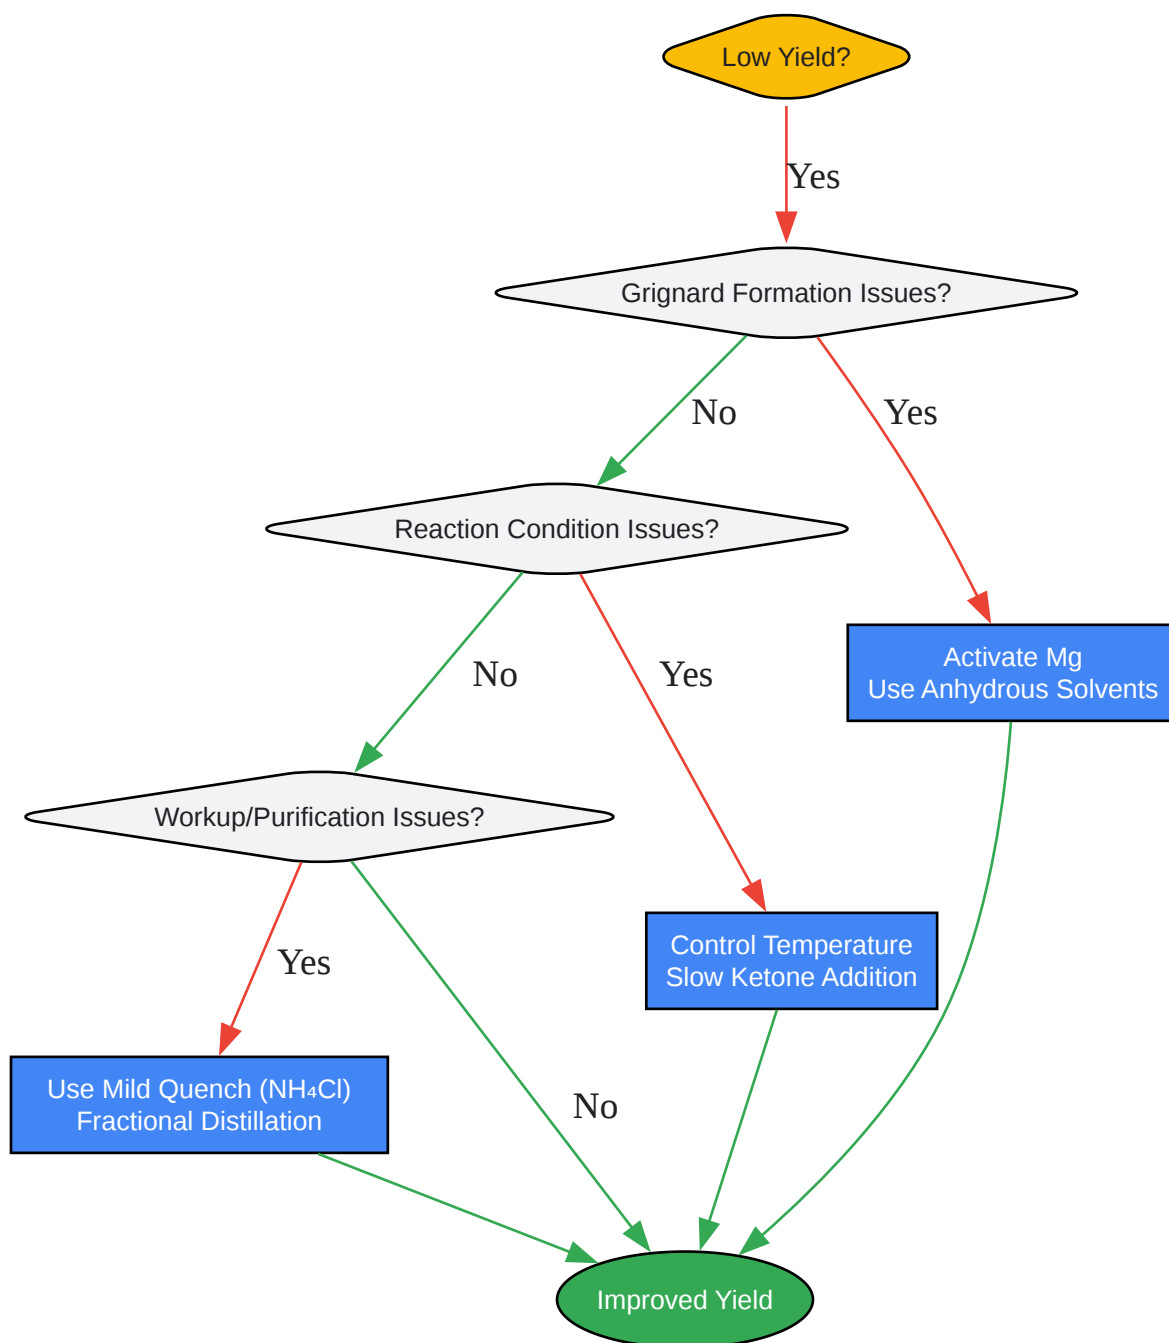 Low Yield?
Yes
Grignard Formation Issues?
No
Yes
Reaction Condition Issues?
No
Yes
Activate Mg
Use Anhydrous Solvents
Workup/Purification Issues?
Yes
Control Temperature
Slow Ketone Addition
Use Mild Quench (NH₄Cl)
Fractional Distillation
No
Improved Yield